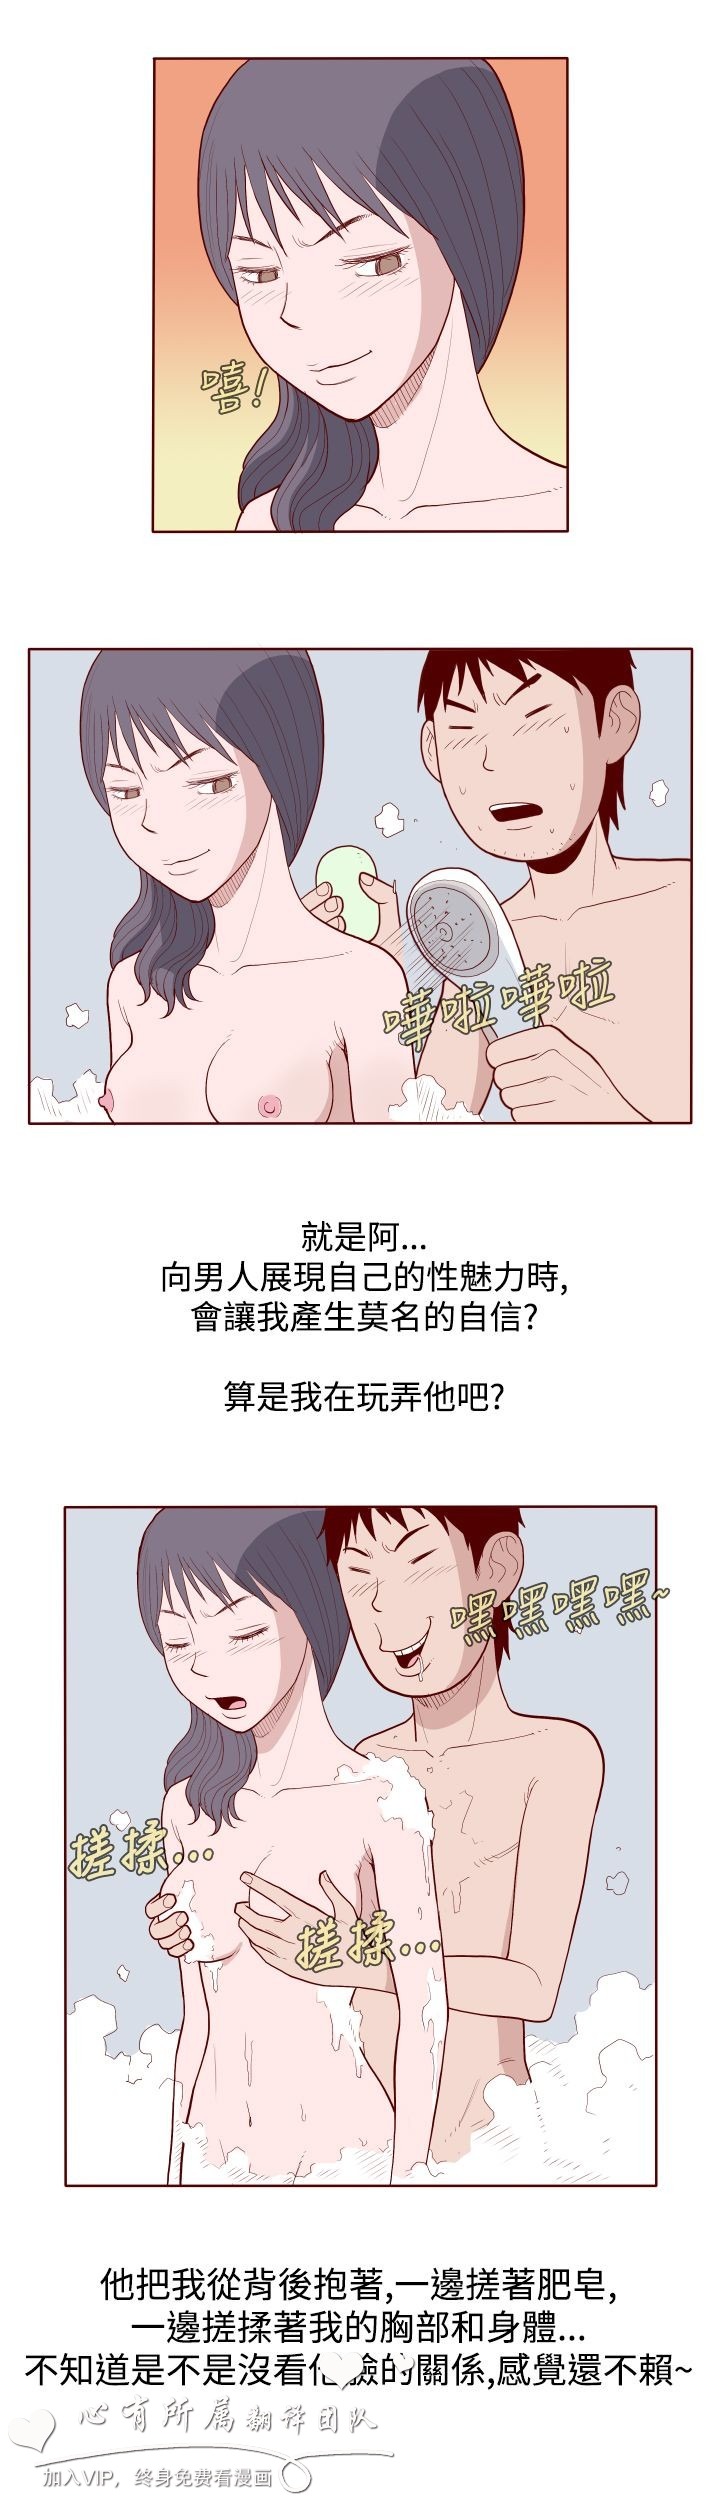 嘻!
嘩啦嘩啦
就是阿...
向男人展現自己的性魅力時,
會讓我產生莫名的自信?
算是我在玩弄他吧?
嘿嘿嘿嘿~
搓揉...
搓揉...
他把我從背後抱著,一邊搓著肥皂,
一邊搓揉著我的胸部和身體...
不知道是不是沒看他臉的關係,感覺還不賴~
心有所属翻译团队
加入VIP，终身免费看漫画